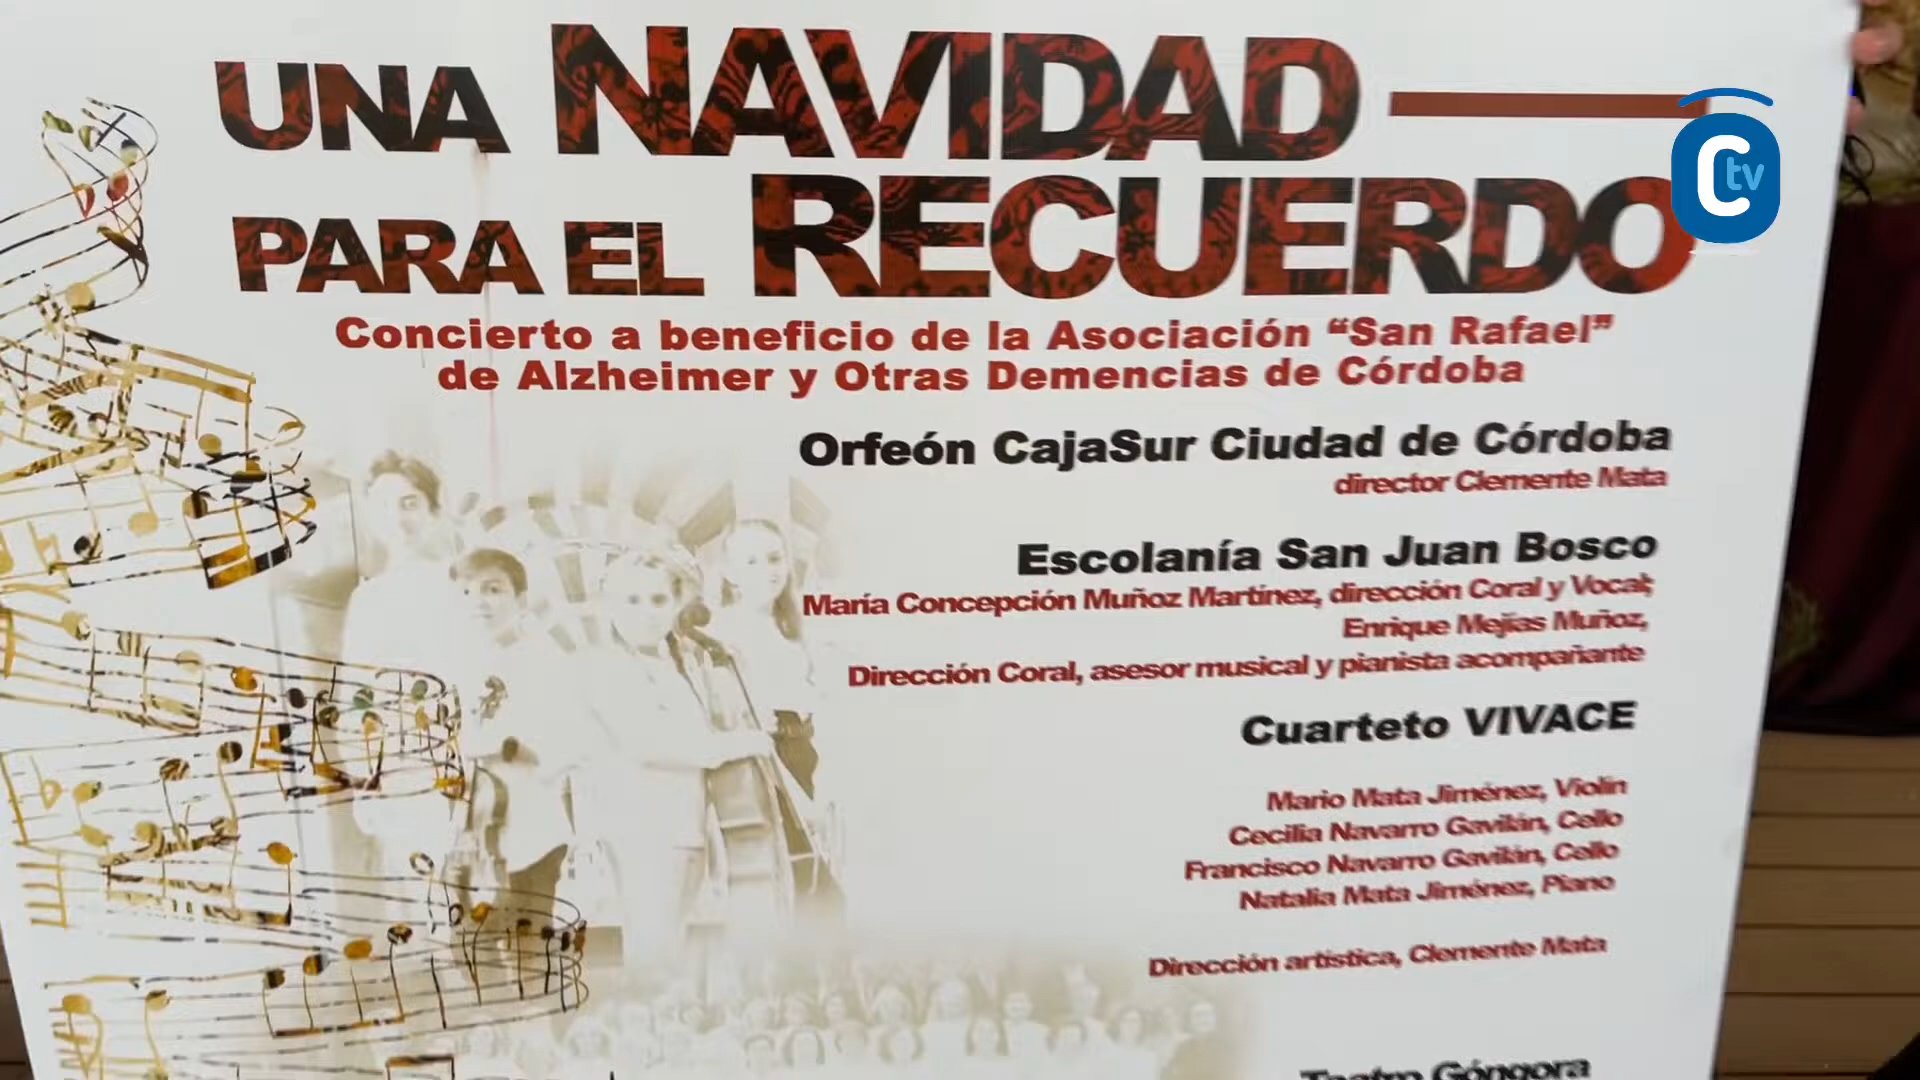 UNA NAVIDAD
PARA EL RECUERDO
Ctv
Concierto a beneficio de la Asociación “San Rafael”
de Alzheimer y Otras Demencias de Córdoba
Orfeón CajaSur Ciudad de Córdoba
director Clemente Mata
Escolanía San Juan Bosco
María Concepción Muñoz Martínez, dirección Coral y Vocal;
Enrique Mejías Muñoz,
Dirección Coral, asesor musical y pianista acompañante
Cuarteto VIVACE
Mario Mata Jiménez, Violín
Cecilia Navarro Gavilán, Cello
Francisco Navarro Gavilán, Cello
Natalia Mata Jiménez, Piano
Dirección artística, Clemente Mata
Teatro Góngora